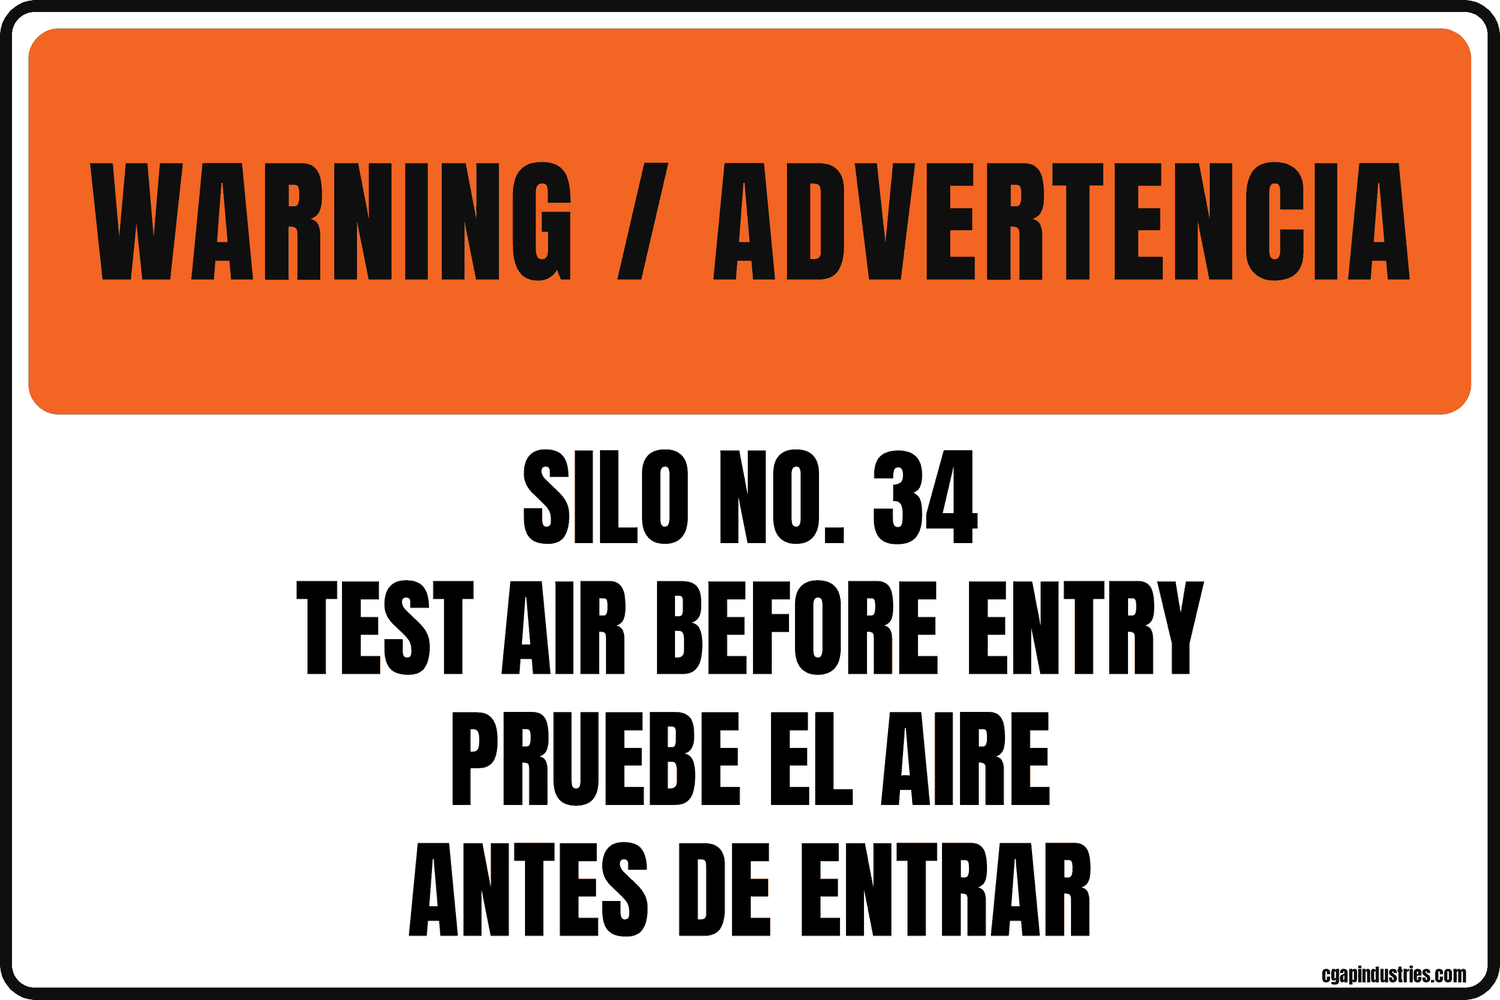 WARNING / ADVERTENCIA
SILO NO. 34
TEST AIR BEFORE ENTRY
PRUEBE EL AIRE
ANTES DE ENTRAR
cgapindustries.com